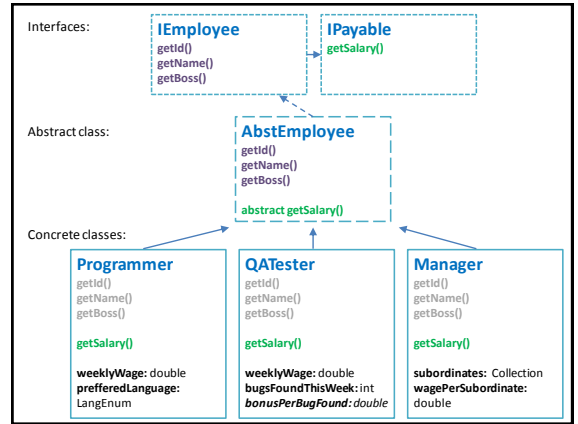 Interfaces:
IEmployee
getId()
getName()
getBoss()
IPayable
getSalary()
Abstract class:
AbstEmployee
getId()
getName()
getBoss()
abstract getSalary()
Concrete classes:
Programmer
getId()
getName()
getBoss()
getSalary()
weeklyWage: double
prefferedLanguage:
LangEnum
QATester
getId()
getName()
getBoss()
getSalary()
weeklyWage: double
bugsFoundThisWeek: int
bonusPerBugFound: double
Manager
getId()
getName()
getBoss()
getSalary()
subordinates: Collection
wagePerSubordinate:
double